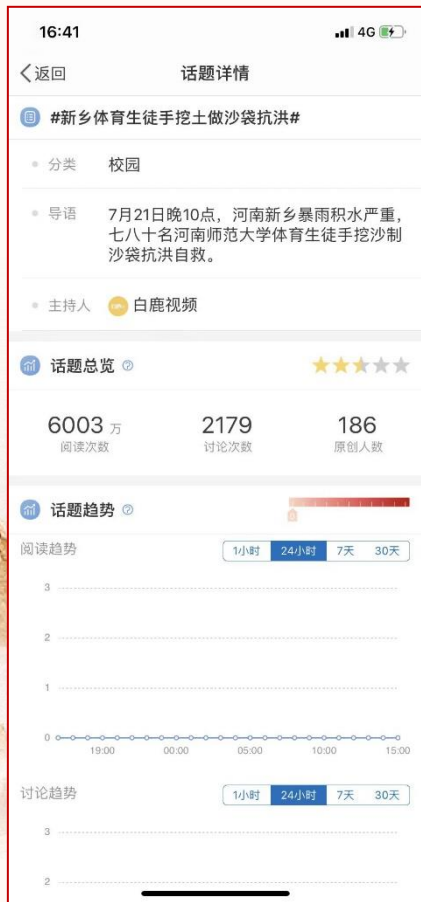 16:41
4G
返回
话题详情
#新乡体育生徒手挖土做沙袋抗洪#
分类 校园
导语 7月21日晚10点，河南新乡暴雨积水严重，
七八十名河南师范大学体育生徒手挖沙制
沙袋抗洪自救。
主持人 白鹿视频
话题总览
6003万 2179 186
阅读次数 讨论次数 原创人数
话题趋势
阅读趋势 1小时 24小时 7天 30天
3
2
1
0
19:00 00:00 05:00 10:00 15:00
讨论趋势 1小时 24小时 7天 30天
3
2